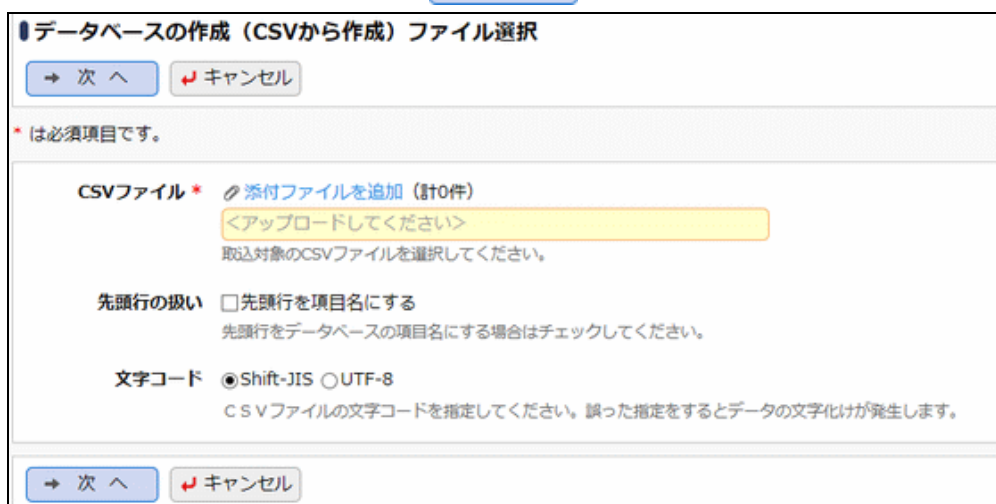 データベースの作成（CSVから作成）ファイル選択
次 へ キャンセル
* は必須項目です。
CSVファイル * 添付ファイルを追加（計0件）
<アップロードしてください>
取込対象のCSVファイルを選択してください。
先頭行の扱い 先頭行を項目名にする
先頭行をデータベースの項目名にする場合はチェックしてください。
文字コード Shift-JIS UTF-8
ＣＳＶファイルの文字コードを指定してください。誤った指定をするとデータの文字化けが発生します。
次 へ キャンセル